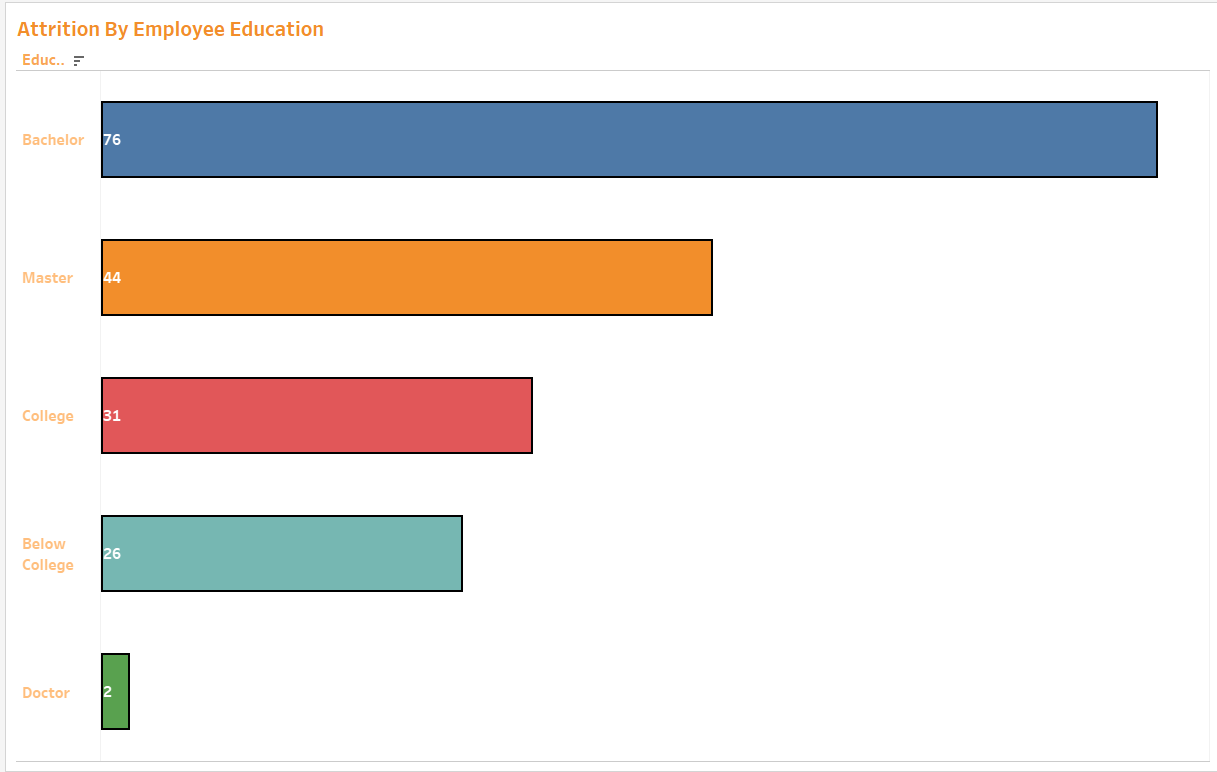 Attrition By Employee Education
Educ..
Bachelor 76
Master 44
College 31
Below
College 26
Doctor 2